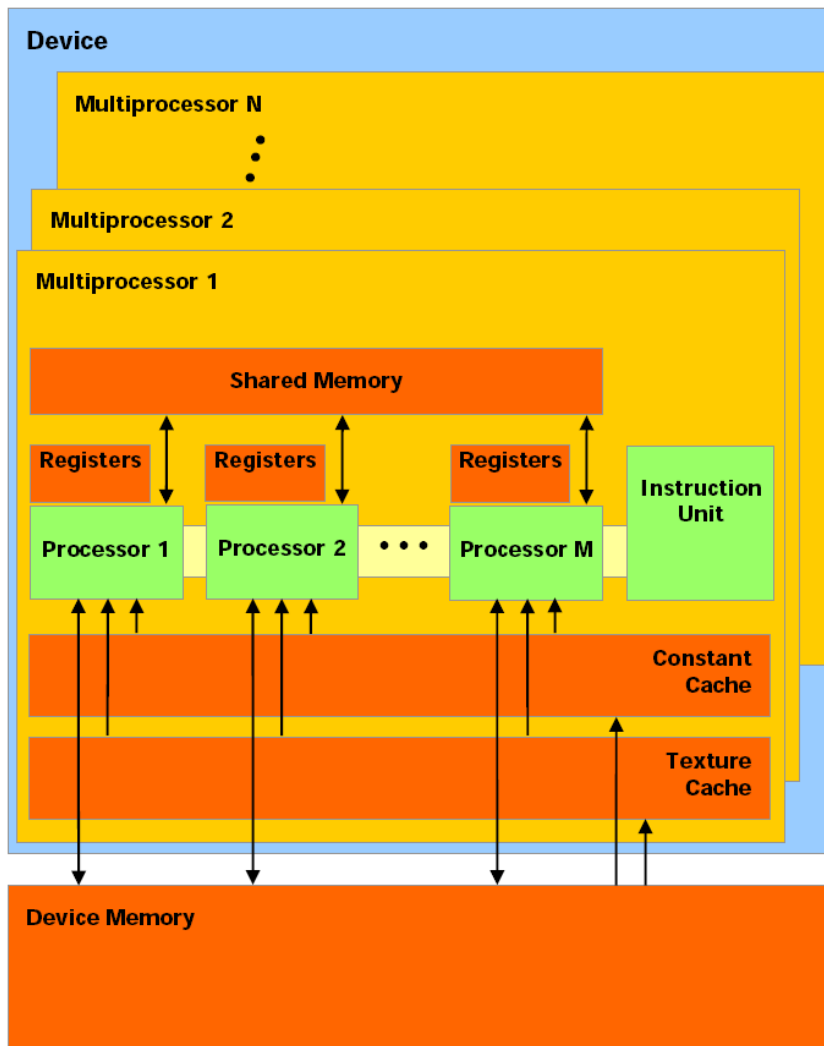 Device
Multiprocessor N
Multiprocessor 2
Multiprocessor 1
Shared Memory
Registers
Registers
Registers
Instruction
Unit
Processor 1
Processor 2
• • •
Processor M
Constant
Cache
Texture
Cache
Device Memory